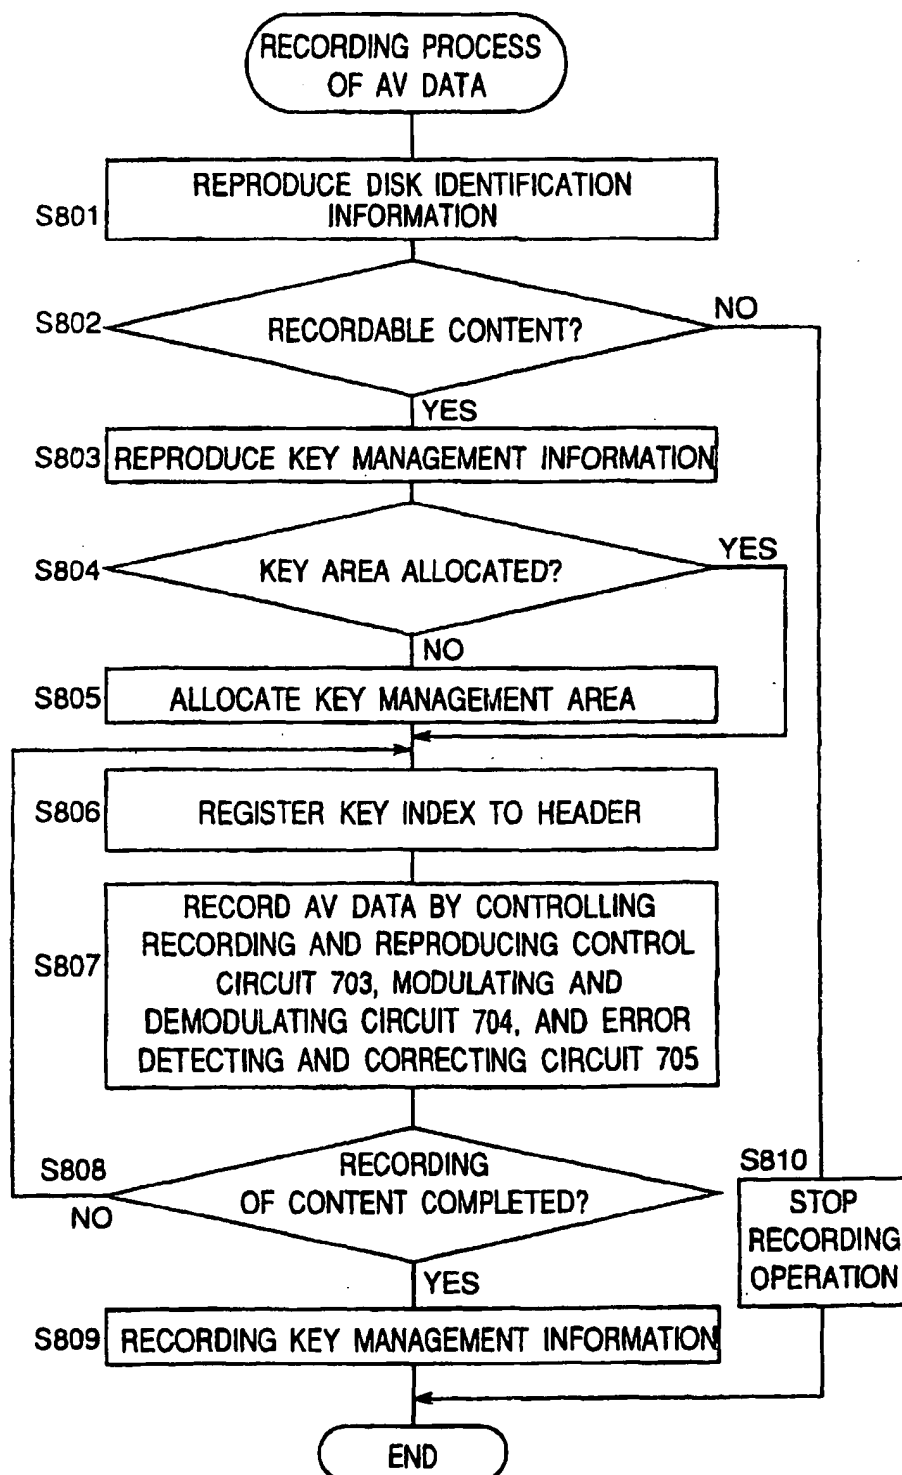 RECORDING PROCESS
OF AV DATA
REPRODUCE DISK IDENTIFICATION
INFORMATION
S801
S802
RECORDABLE CONTENT?
NO
YES
S803
REPRODUCE KEY MANAGEMENT INFORMATION
S804
KEY AREA ALLOCATED?
YES
NO
S805
ALLOCATE KEY MANAGEMENT AREA
S806
REGISTER KEY INDEX TO HEADER
S807
RECORD AV DATA BY CONTROLLING
RECORDING AND REPRODUCING CONTROL
CIRCUIT 703, MODULATING AND
DEMODULATING CIRCUIT 704, AND ERROR
DETECTING AND CORRECTING CIRCUIT 705
S808
RECORDING
OF CONTENT COMPLETED?
NO
YES
S810
STOP
RECORDING
OPERATION
S809
RECORDING KEY MANAGEMENT INFORMATION
END